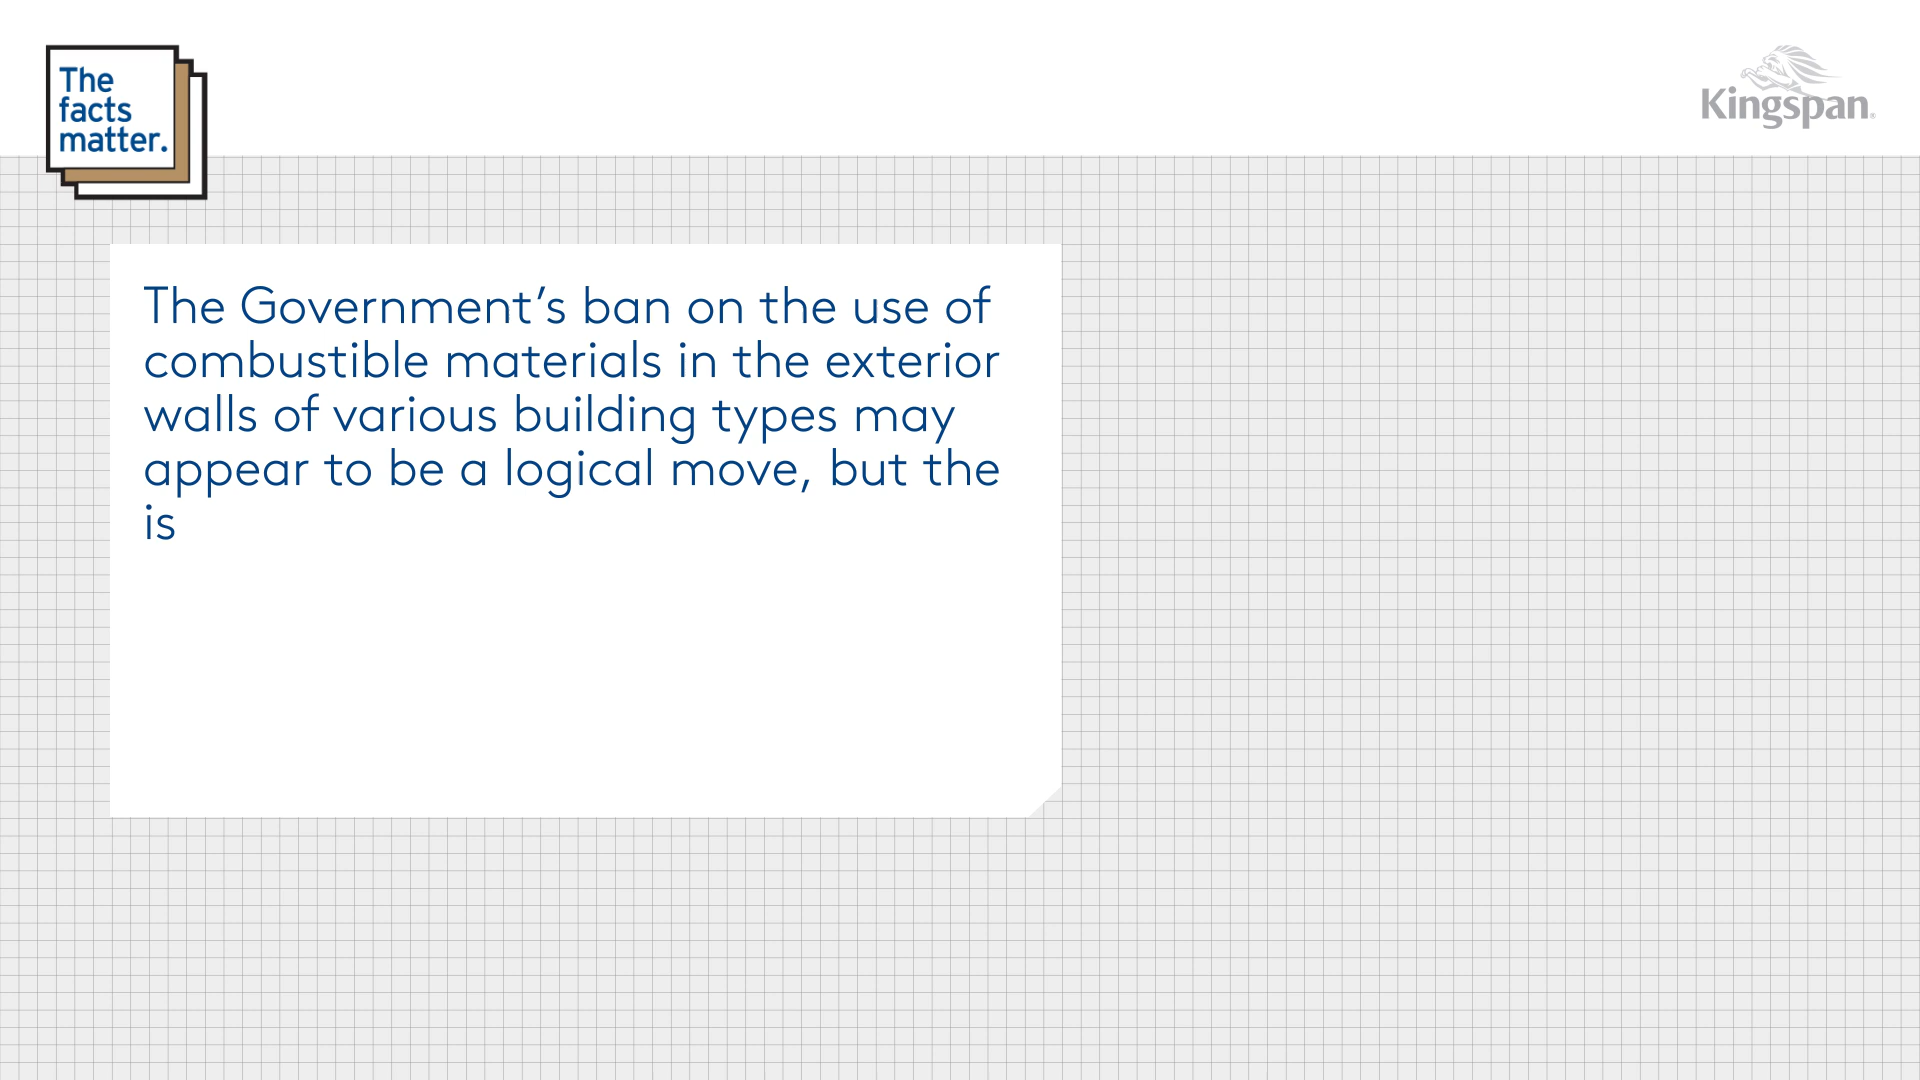 The
facts
matter.
Kingspan®
The Government’s ban on the use of
combustible materials in the exterior
walls of various building types may
appear to be a logical move, but the
is